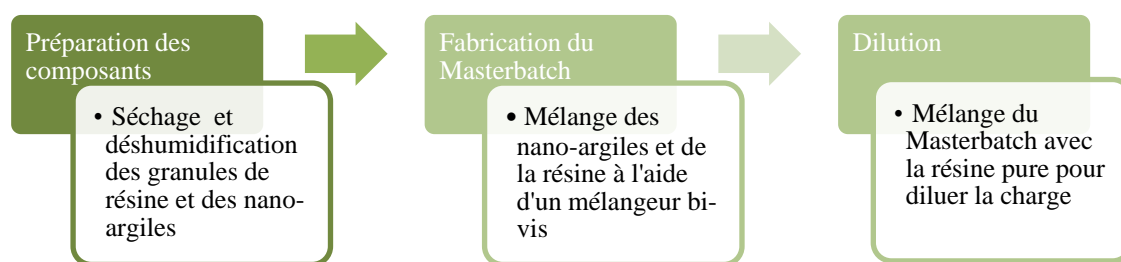 Préparation des
composants
• Séchage et
déshumidification
des granules de
résine et des nano-
argiles
Fabrication du
Masterbatch
• Mélange des
nano-argiles et de
la résine à l'aide
d'un mélangeur bi-
vis
Dilution
• Mélange du
Masterbatch avec
la résine pure pour
diluer la charge